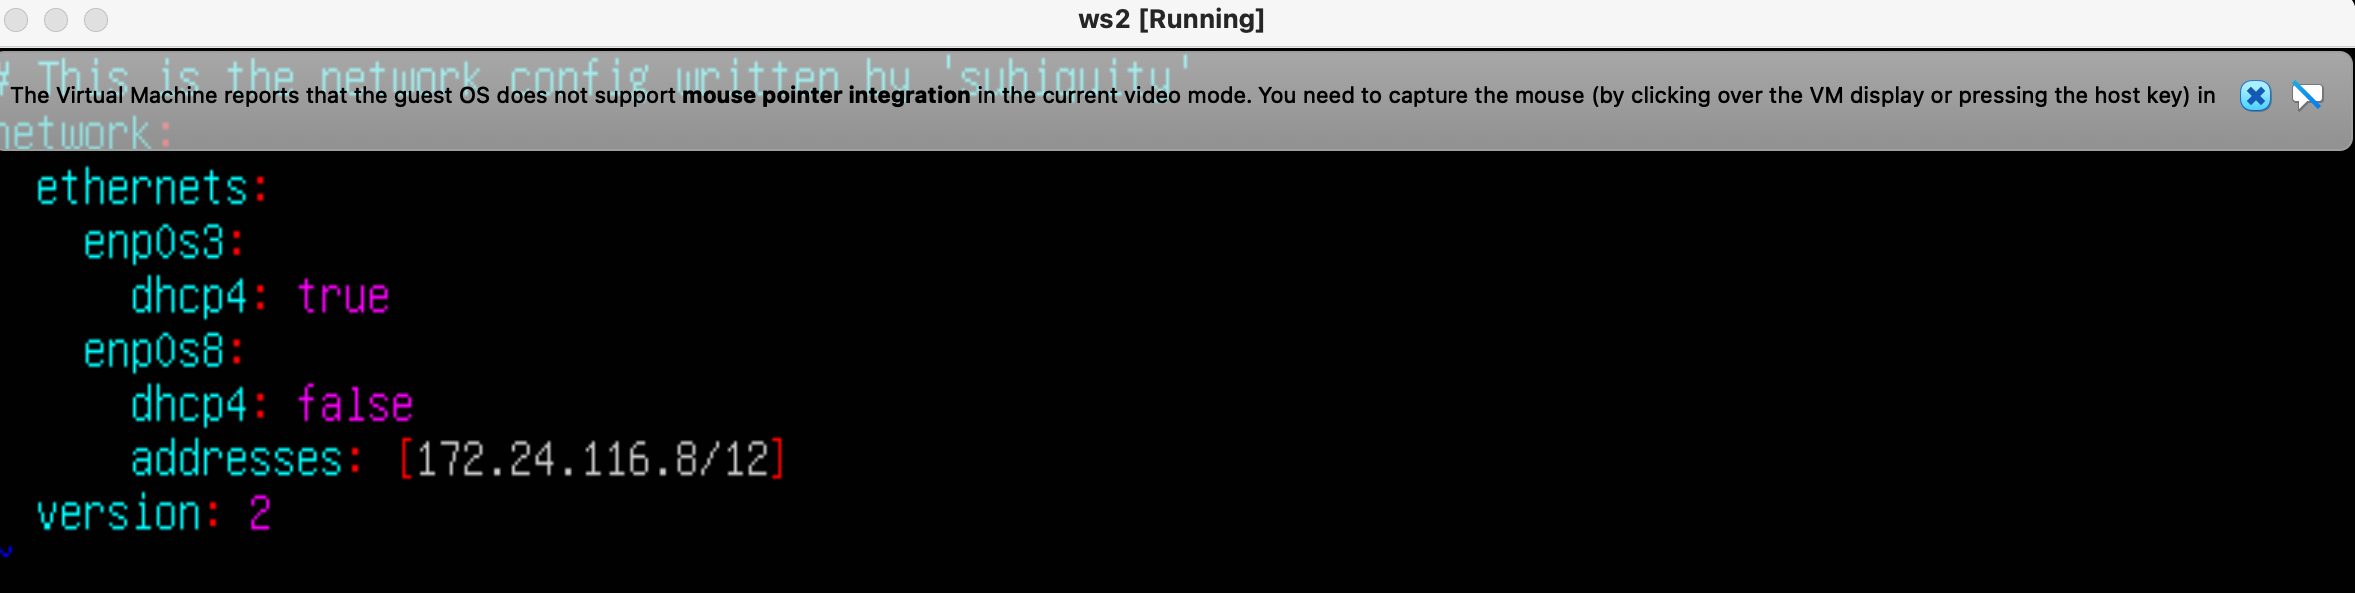 ws2 [Running]
# This is the network config written by 'subiquity'
The Virtual Machine reports that the guest OS does not support mouse pointer integration in the current video mode. You need to capture the mouse (by clicking over the VM display or pressing the host key) in
network:
  ethernets:
    enp0s3:
      dhcp4: true
    enp0s8:
      dhcp4: false
      addresses: [172.24.116.8/12]
  version: 2
~